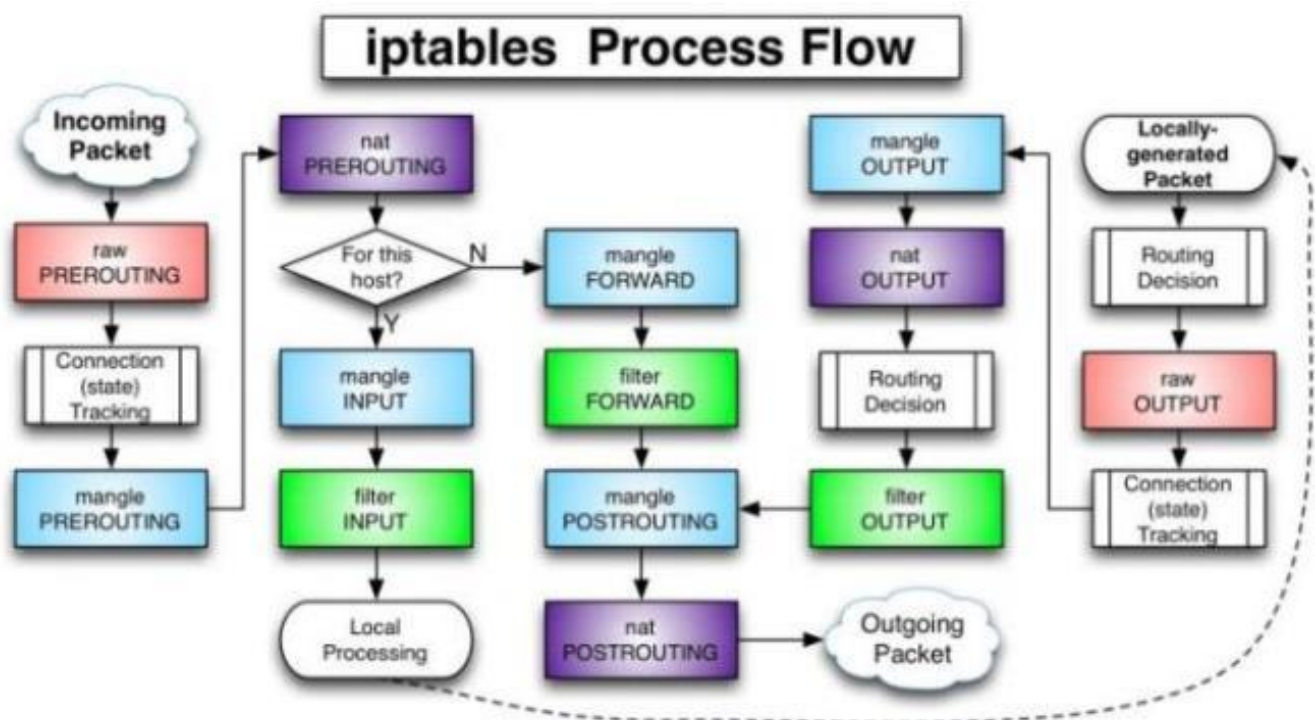 iptables Process Flow
Incoming
Packet
raw
PREROUTING
Connection
(state)
Tracking
mangle
PREROUTING
nat
PREROUTING
For this
host?
N
Y
mangle
INPUT
filter
INPUT
Local
Processing
mangle
FORWARD
filter
FORWARD
mangle
POSTROUTING
nat
POSTROUTING
mangle
OUTPUT
nat
OUTPUT
Routing
Decision
filter
OUTPUT
Outgoing
Packet
Locally-
generated
Packet
Routing
Decision
raw
OUTPUT
Connection
(state)
Tracking